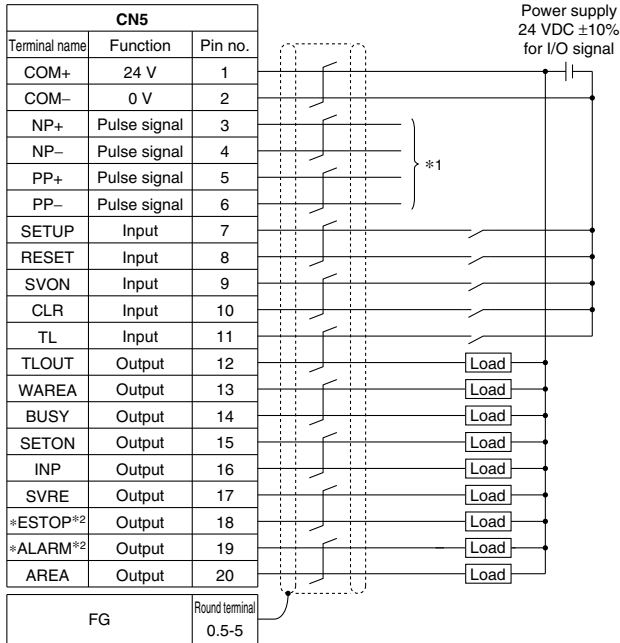 Power supply
24 VDC ±10%
for I/O signal
CN5
Terminal name Function Pin no.
COM+ 24 V 1
COM− 0 V 2
NP+ Pulse signal 3
NP− Pulse signal 4
PP+ Pulse signal 5
PP− Pulse signal 6
*1
SETUP Input 7
RESET Input 8
SVON Input 9
CLR Input 10
TL Input 11
TLOUT Output 12 Load
WAREA Output 13 Load
BUSY Output 14 Load
SETON Output 15 Load
INP Output 16 Load
SVRE Output 17 Load
*ESTOP*2 Output 18 Load
*ALARM*2 Output 19 Load
AREA Output 20 Load
FG Round terminal
0.5-5